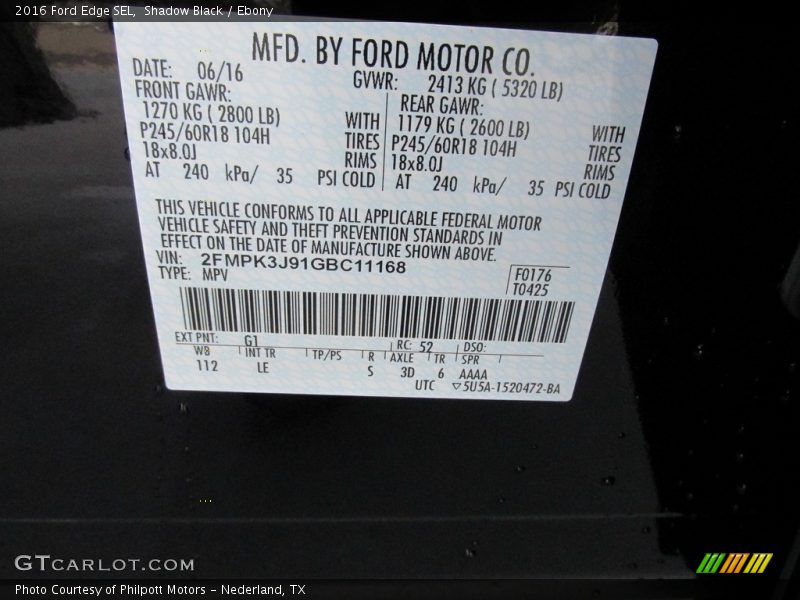 2016 Ford Edge SEL, Shadow Black / Ebony
MFD. BY FORD MOTOR CO.
DATE: 06/16 GVWR: 2413 KG ( 5320 LB)
FRONT GAWR: REAR GAWR:
1270 KG ( 2800 LB) WITH 1179 KG ( 2600 LB) WITH
P245/60R18 104H TIRES P245/60R18 104H TIRES
18x8.0J RIMS 18x8.0J RIMS
AT 240 kPa/ 35 PSI COLD AT 240 kPa/ 35 PSI COLD
THIS VEHICLE CONFORMS TO ALL APPLICABLE FEDERAL MOTOR
VEHICLE SAFETY AND THEFT PREVENTION STANDARDS IN
EFFECT ON THE DATE OF MANUFACTURE SHOWN ABOVE.
VIN: 2FMPK3J91GBC11168
TYPE: MPV
F0176
T0425
EXT PNT: G1 RC: 52 DSO:
WB INT TR TP/PS R AXLE TR SPR
112 LE S 3D 6 AAAA
UTC ▽5U5A-1520472-BA
GTCARLOT.COM
Photo Courtesy of Philpott Motors - Nederland, TX